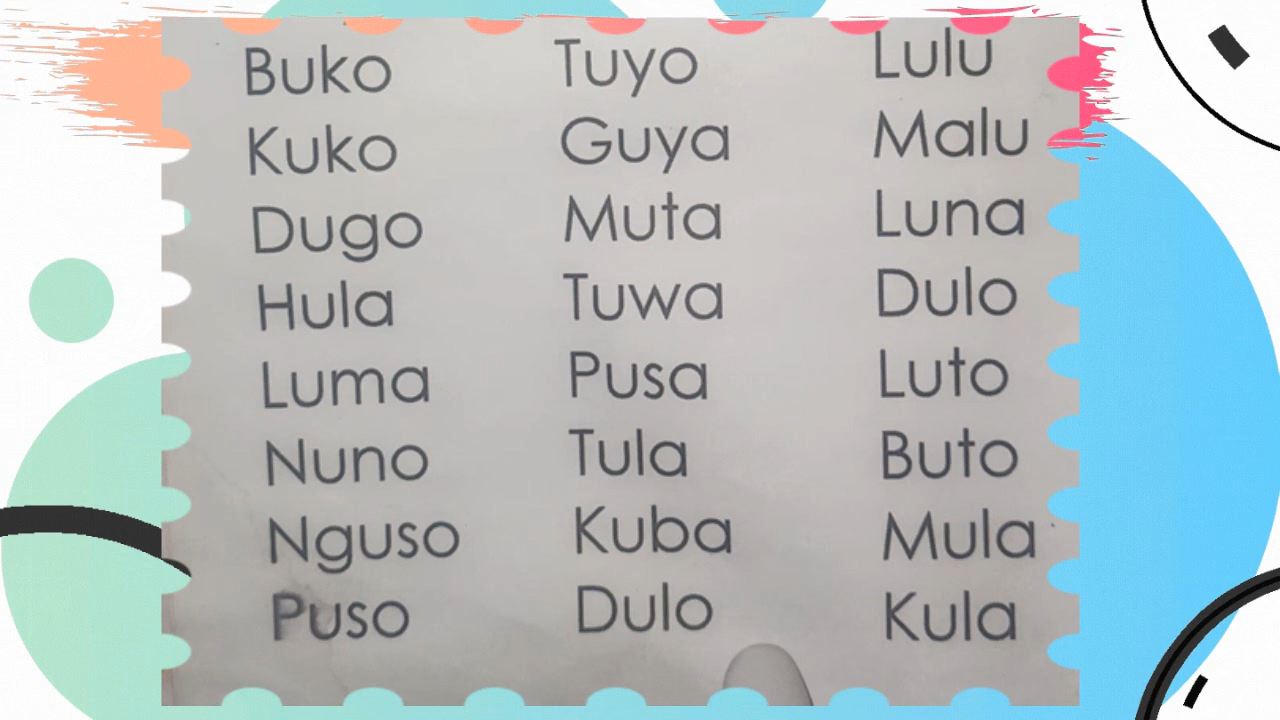 Buko Tuyo Lulu
Kuko Guya Malu
Dugo Muta Luna
Hula Tuwa Dulo
Luma Pusa Luto
Nuno Tula Buto
Nguso Kuba Mula
Puso Dulo Kula